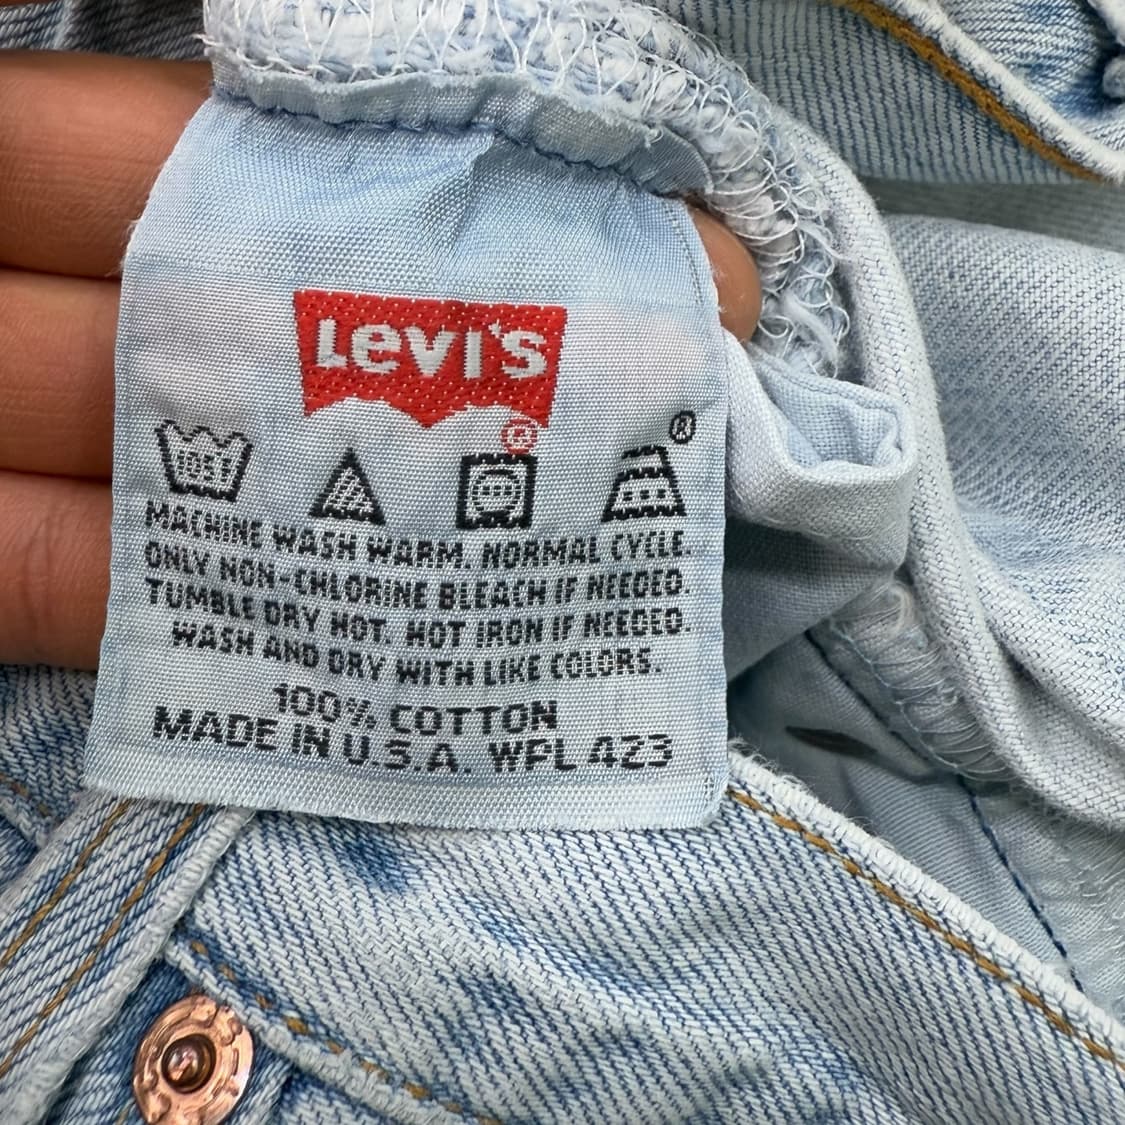 LEVI'S ®
105F ®
MACHINE WASH WARM. NORMAL CYCLE.
ONLY NON-CHLORINE BLEACH IF NEEDED.
TUMBLE DRY HOT. HOT IRON IF NEEDED.
WASH AND DRY WITH LIKE COLORS.
100% COTTON
MADE IN U.S.A. WPL 423